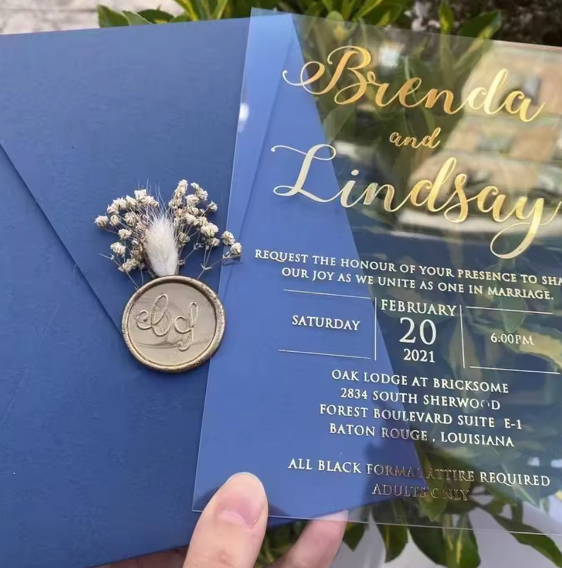 Brenda
and
Lindsay
REQUEST THE HONOUR OF YOUR PRESENCE TO SHA
OUR JOY AS WE UNITE AS ONE IN MARRIAGE.
SATURDAY
FEBRUARY
20
2021
6:00PM
OAK LODGE AT BRICKSOME
2834 SOUTH SHERWOOD
FOREST BOULEVARD SUITE E-1
BATON ROUGE, LOUISIANA
ALL BLACK FORMAL ATTIRE REQUIRED
ADULTS ONLY